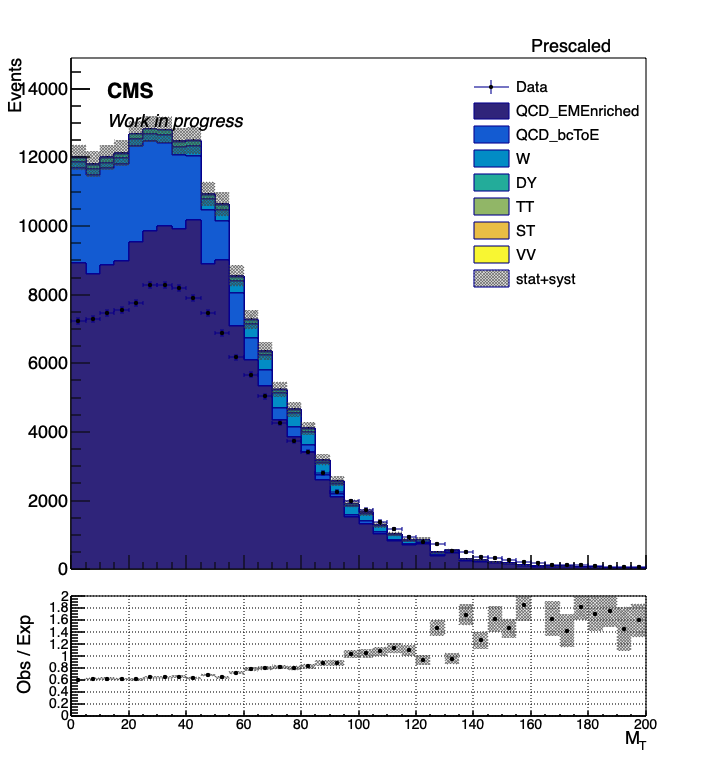 Prescaled
Events
CMS
Work in progress
Data
QCD_EMEnriched
QCD_bcToE
W
DY
TT
ST
VV
stat+syst
14000
12000
10000
8000
6000
4000
2000
0
Obs / Exp
2
1.8
1.6
1.4
1.2
1
0.8
0.6
0.4
0.2
0
0 20 40 60 80 100 120 140 160 180 200
M_T